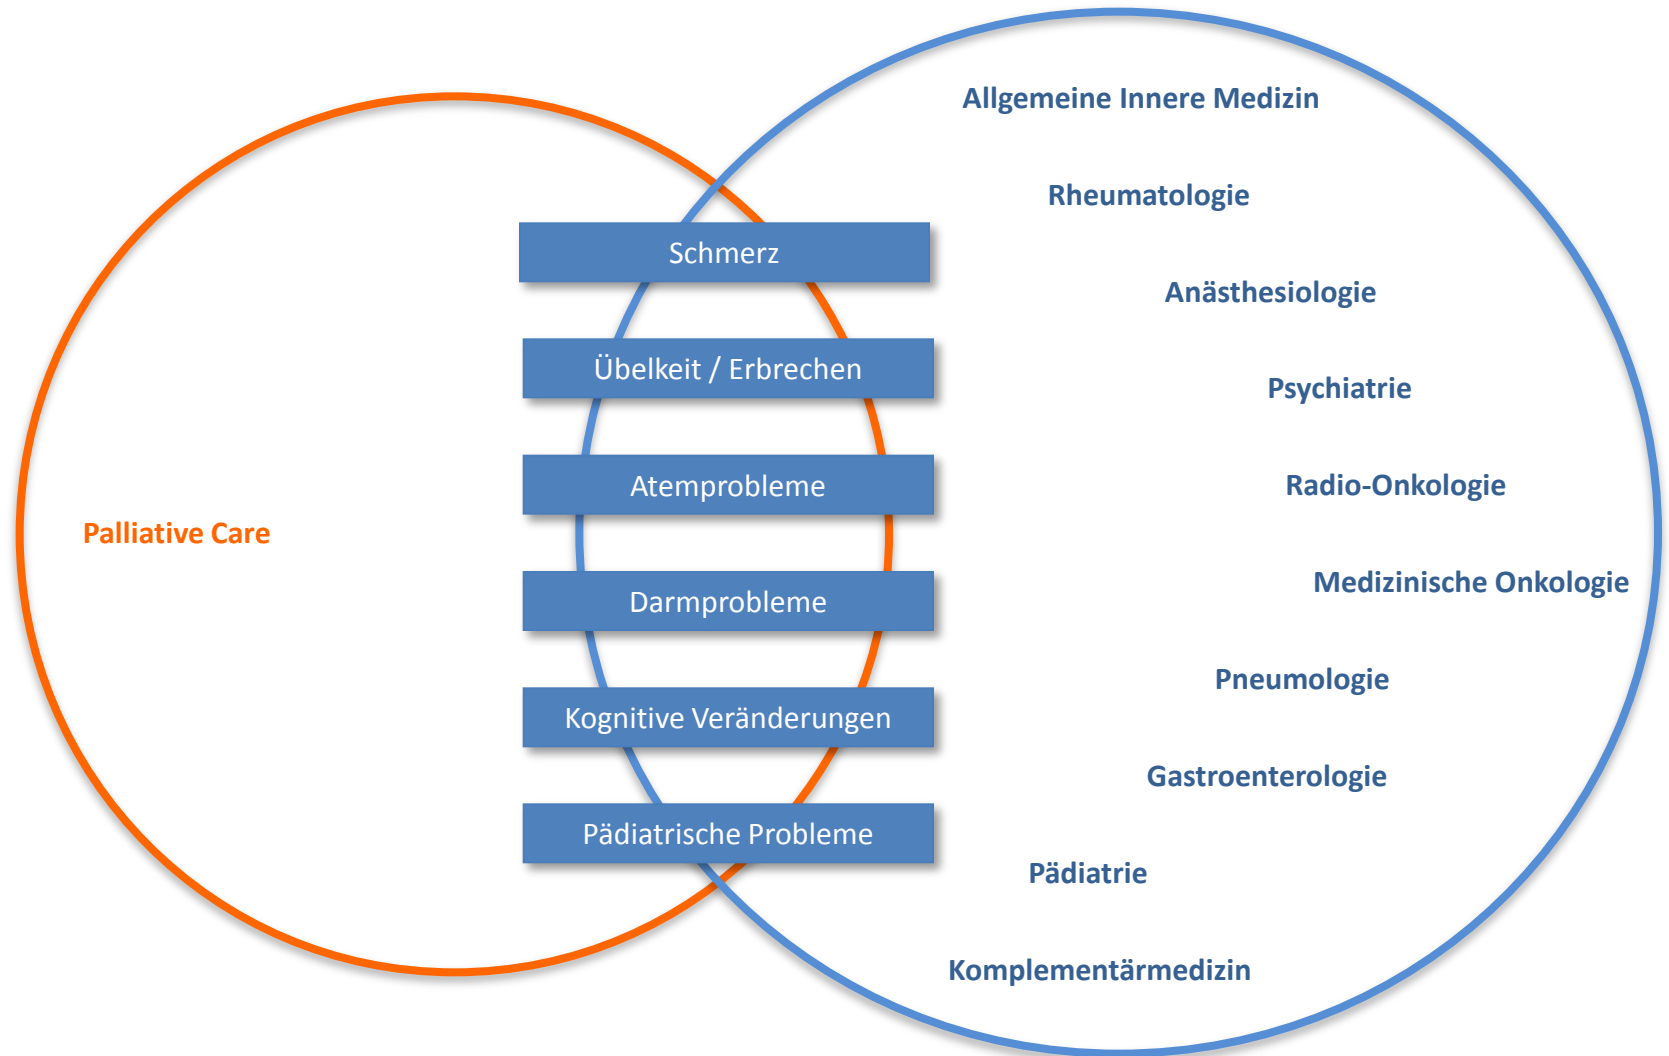 Palliative Care
Schmerz
Übelkeit / Erbrechen
Atemprobleme
Darmprobleme
Kognitive Veränderungen
Pädiatrische Probleme
Allgemeine Innere Medizin
Rheumatologie
Anästhesiologie
Psychiatrie
Radio-Onkologie
Medizinische Onkologie
Pneumologie
Gastroenterologie
Pädiatrie
Komplementärmedizin